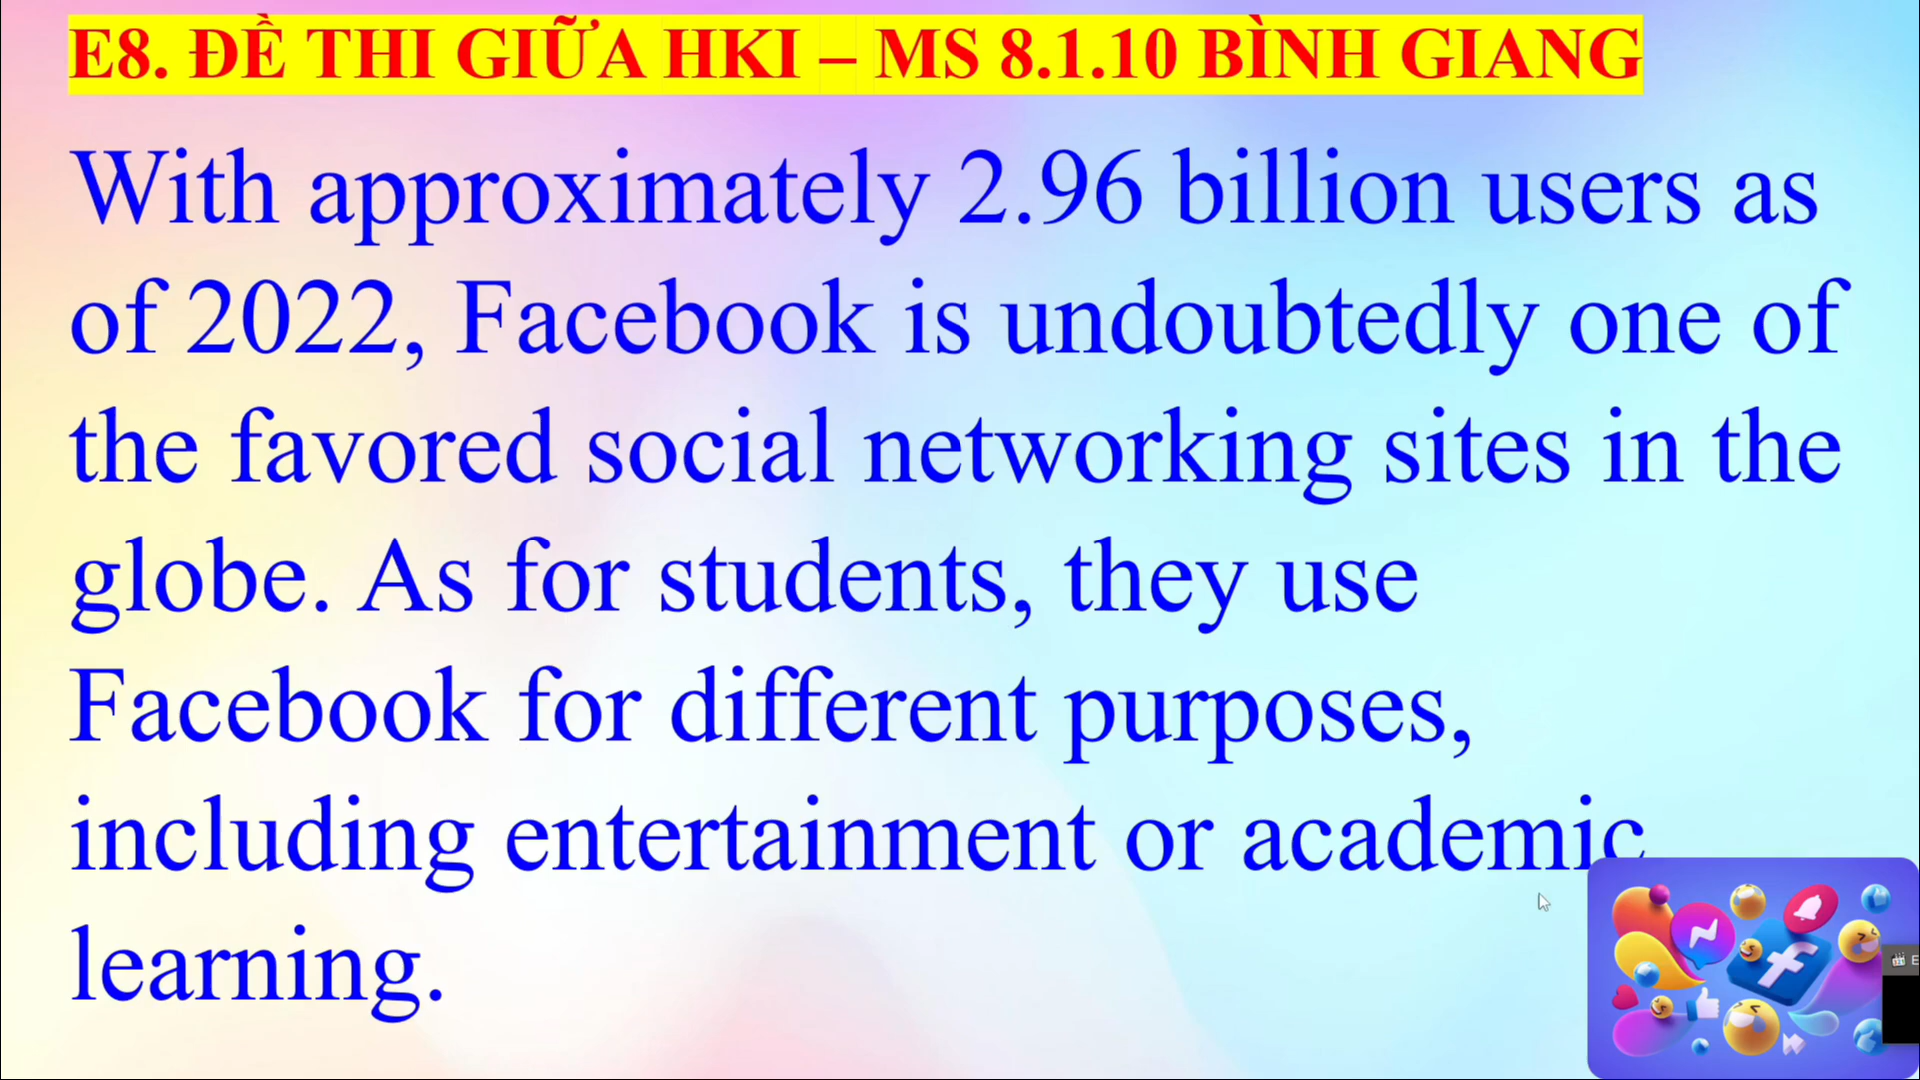 E8. ĐỀ THI GIỮA HKI – MS 8.1.10 BÌNH GIANG
With approximately 2.96 billion users as
of 2022, Facebook is undoubtedly one of
the favored social networking sites in the
globe. As for students, they use
Facebook for different purposes,
including entertainment or academic
learning.